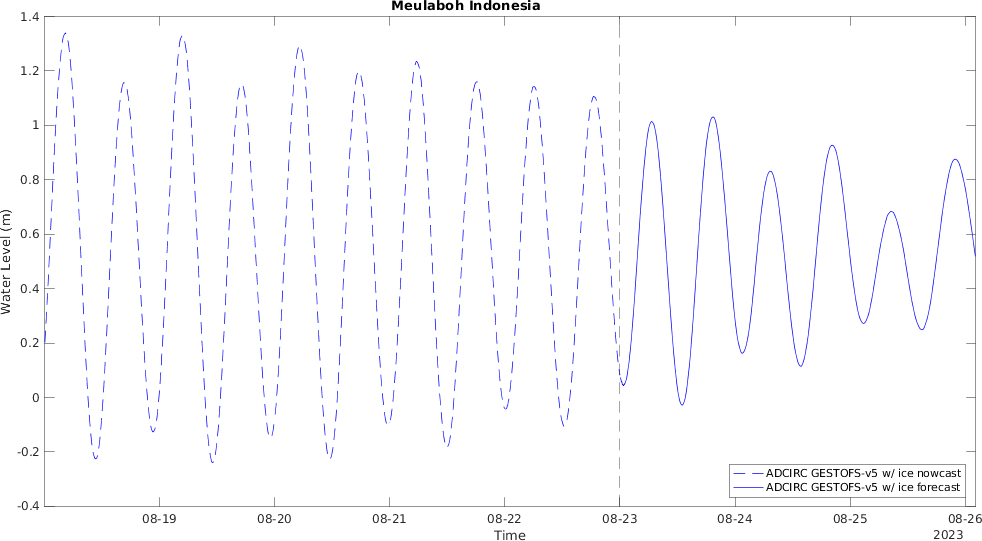 Meulaboh Indonesia
1.4
1.2
1
0.8
0.6
0.4
0.2
0
-0.2
-0.4
Water Level (m)
ADCIRC GESTOFS-v5 w/ ice nowcast
ADCIRC GESTOFS-v5 w/ ice forecast
08-19 08-20 08-21 08-22 08-23 08-24 08-25 08-26
Time
2023